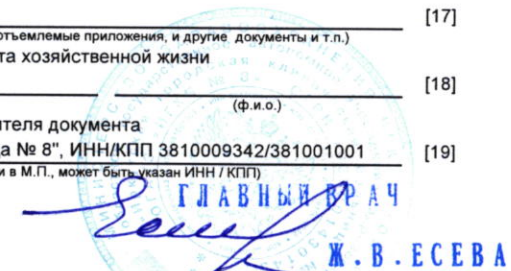 [17]
отъемлемые приложения, и другие документы и т.п.)
та хозяйственной жизни
[18]
(ф.и.о.)
ителя документа
а № 8", ИНН/КПП 3810009342/381001001 [19]
и в М.П., может быть указан ИНН / КПП)
ГЛАВНЫЙ ВРАЧ
Ж.В.ЕСЕВА